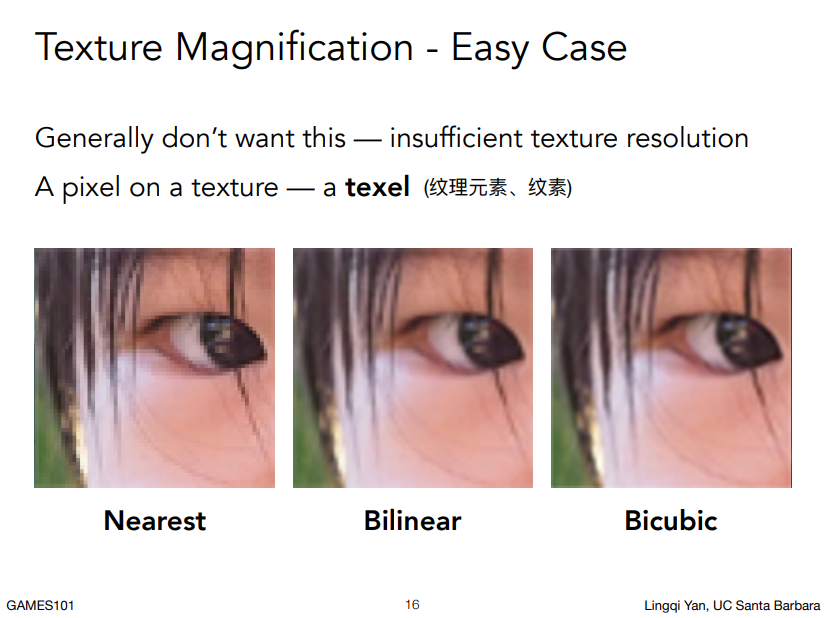 Texture Magnification - Easy Case
Generally don’t want this — insufficient texture resolution
A pixel on a texture — a texel (纹理元素、纹素)
Nearest
Bilinear
Bicubic
GAMES101
16
Lingqi Yan, UC Santa Barbara